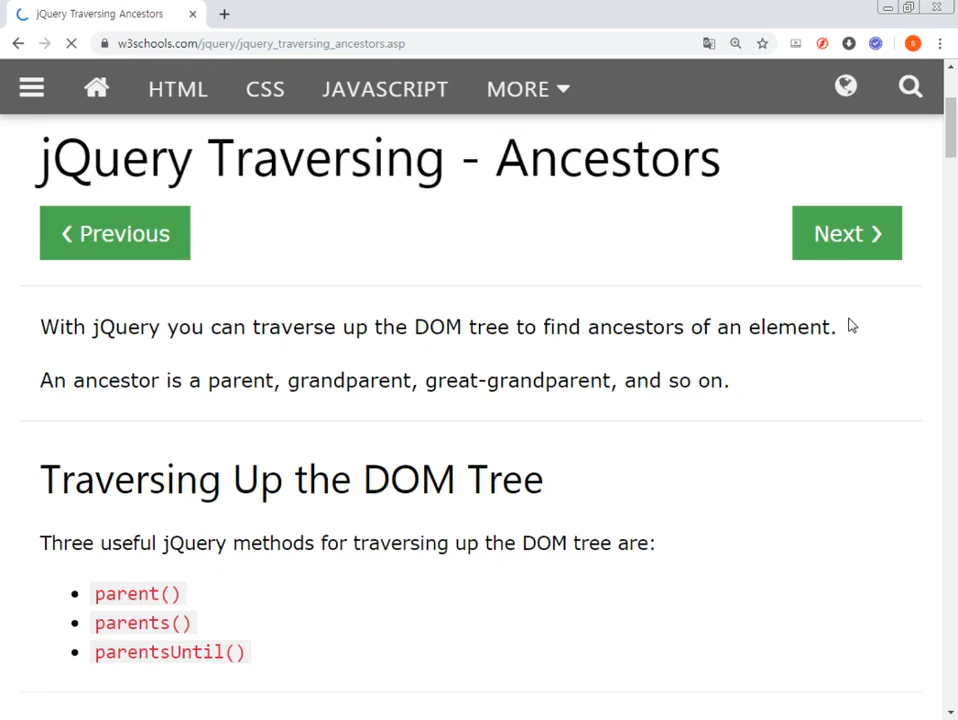 jQuery Traversing Ancestors
w3schools.com/jquery/jquery_traversing_ancestors.asp
S
HTML CSS JAVASCRIPT MORE
jQuery Traversing - Ancestors
❮ Previous Next ❯
With jQuery you can traverse up the DOM tree to find ancestors of an element.
An ancestor is a parent, grandparent, great-grandparent, and so on.
Traversing Up the DOM Tree
Three useful jQuery methods for traversing up the DOM tree are:
• parent()
• parents()
• parentsUntil()